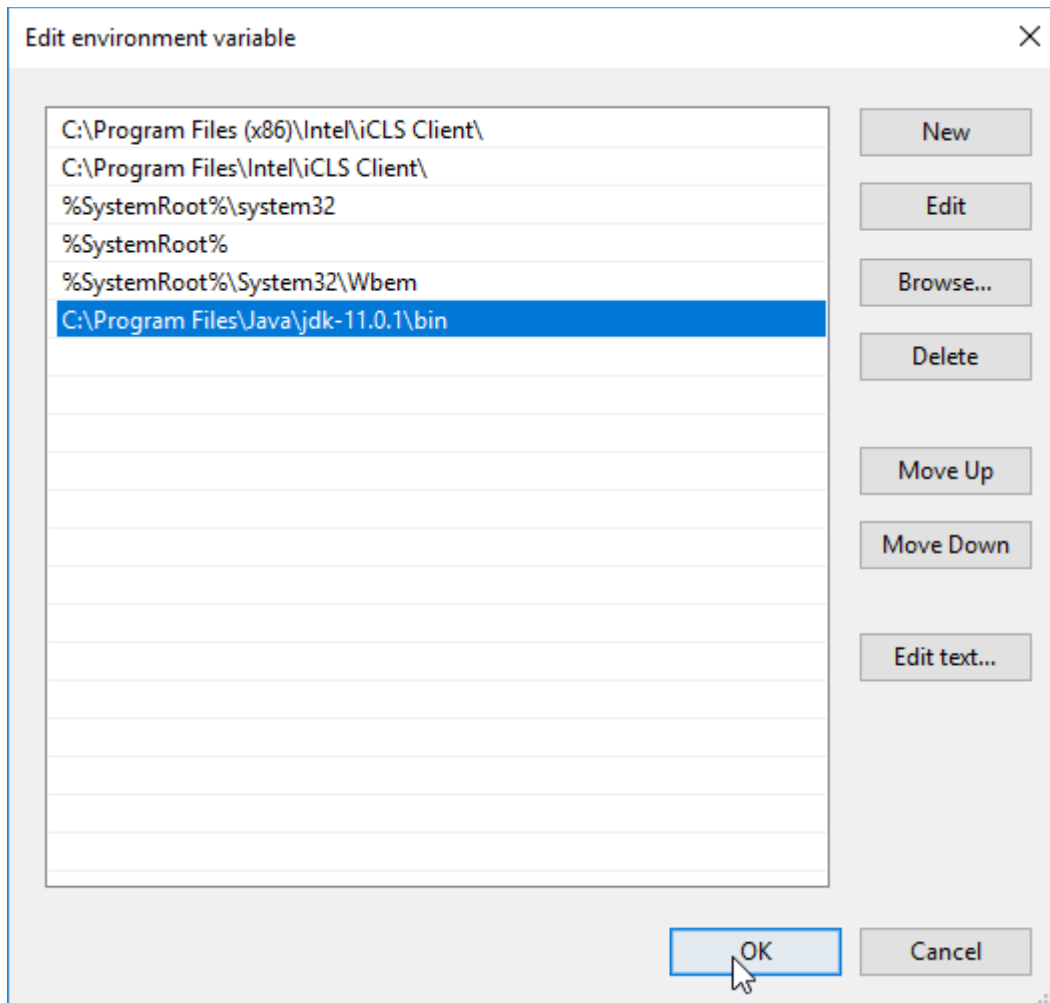 Edit environment variable
C:\Program Files (x86)\Intel\iCLS Client\
C:\Program Files\Intel\iCLS Client\
%SystemRoot%\system32
%SystemRoot%
%SystemRoot%\System32\Wbem
C:\Program Files\Java\jdk-11.0.1\bin
New
Edit
Browse...
Delete
Move Up
Move Down
Edit text...
OK
Cancel